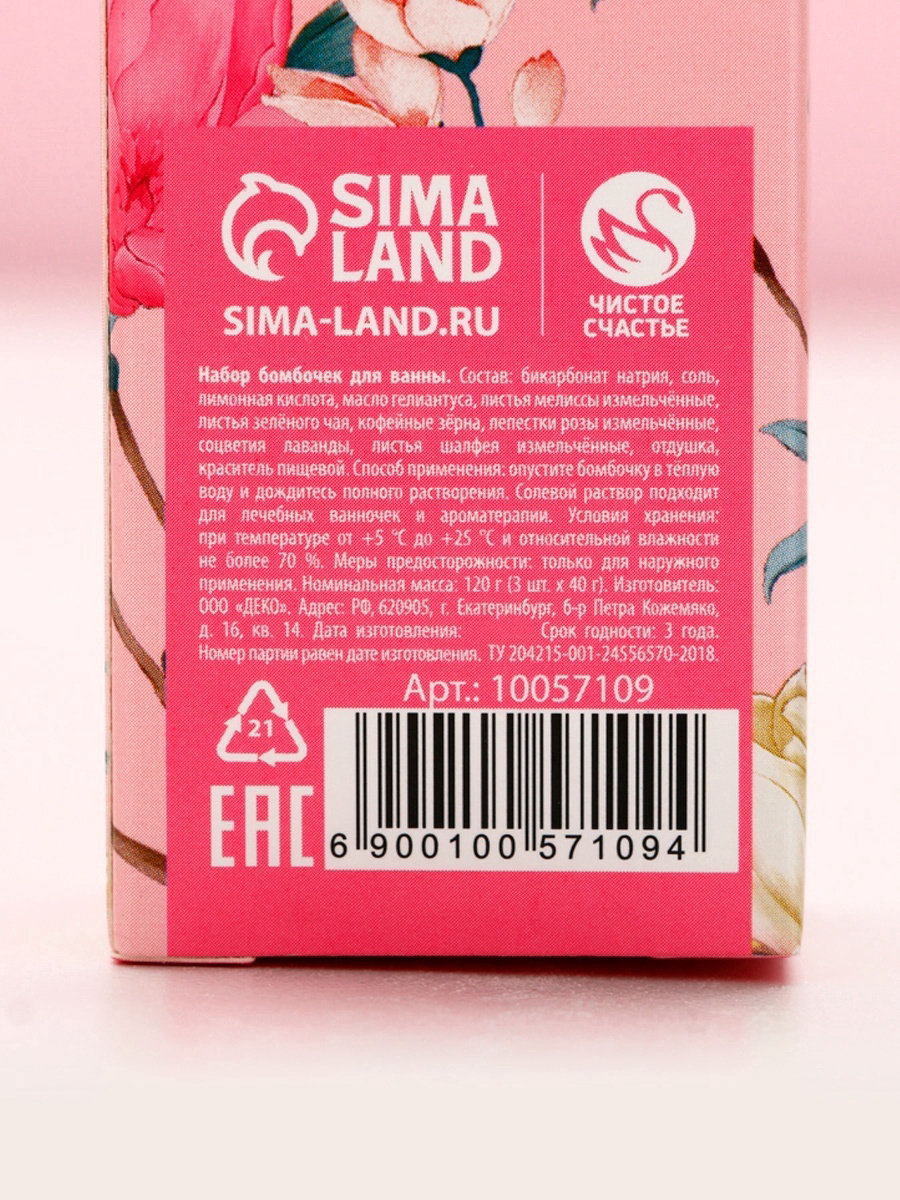 SIMA
LAND
SIMA-LAND.RU
ЧИСТОЕ
СЧАСТЬЕ
Набор бомбочек для ванны. Состав: бикарбонат натрия, соль,
лимонная кислота, масло гелиантуса, листья мелиссы измельчённые,
листья зелёного чая, кофейные зёрна, лепестки розы измельчённые,
соцветия лаванды, листья шалфея измельчённые, отдушка,
краситель пищевой. Способ применения: опустите бомбочку в тёплую
воду и дождитесь полного растворения. Солевой раствор подходит
для лечебных ванночек и ароматерапии. Условия хранения:
при температуре от +5 °C до +25 °C и относительной влажности
не более 70 %. Меры предосторожности: только для наружного
применения. Номинальная масса: 120 г (3 шт. x 40 г). Изготовитель:
ООО «ДЕКО». Адрес: РФ, 620905, г. Екатеринбург, б-р Петра Кожемяко,
д. 16, кв. 14. Дата изготовления: Срок годности: 3 года.
Номер партии равен дате изготовления. ТУ 204215-001-24556570-2018.
Арт.: 10057109
21
EAC
6 900100 571094